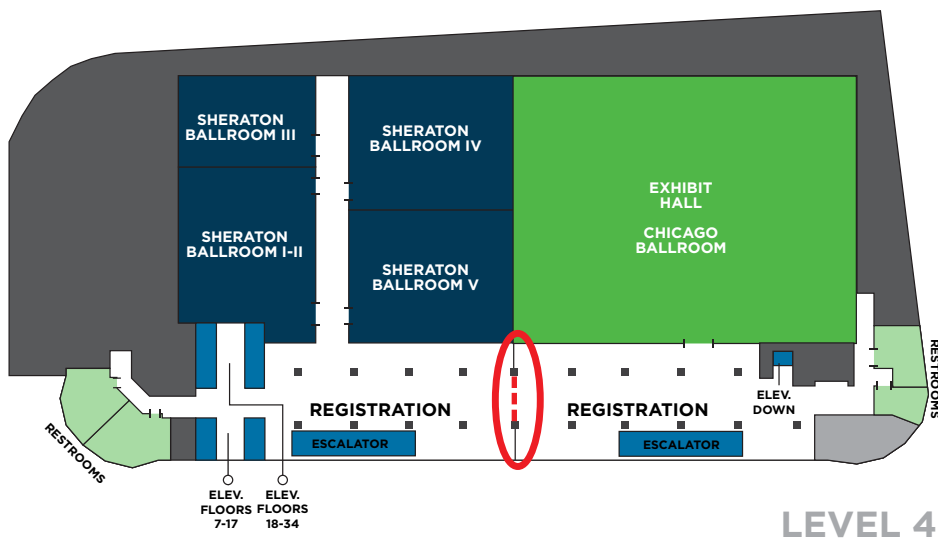 SHERATON
BALLROOM III
SHERATON
BALLROOM IV
EXHIBIT
HALL
CHICAGO
BALLROOM
SHERATON
BALLROOM I-II
SHERATON
BALLROOM V
RESTROOMS
ELEV.
DOWN
REGISTRATION
REGISTRATION
ESCALATOR
ESCALATOR
RESTROOMS
ELEV.
FLOORS
7-17
ELEV.
FLOORS
18-34
LEVEL 4